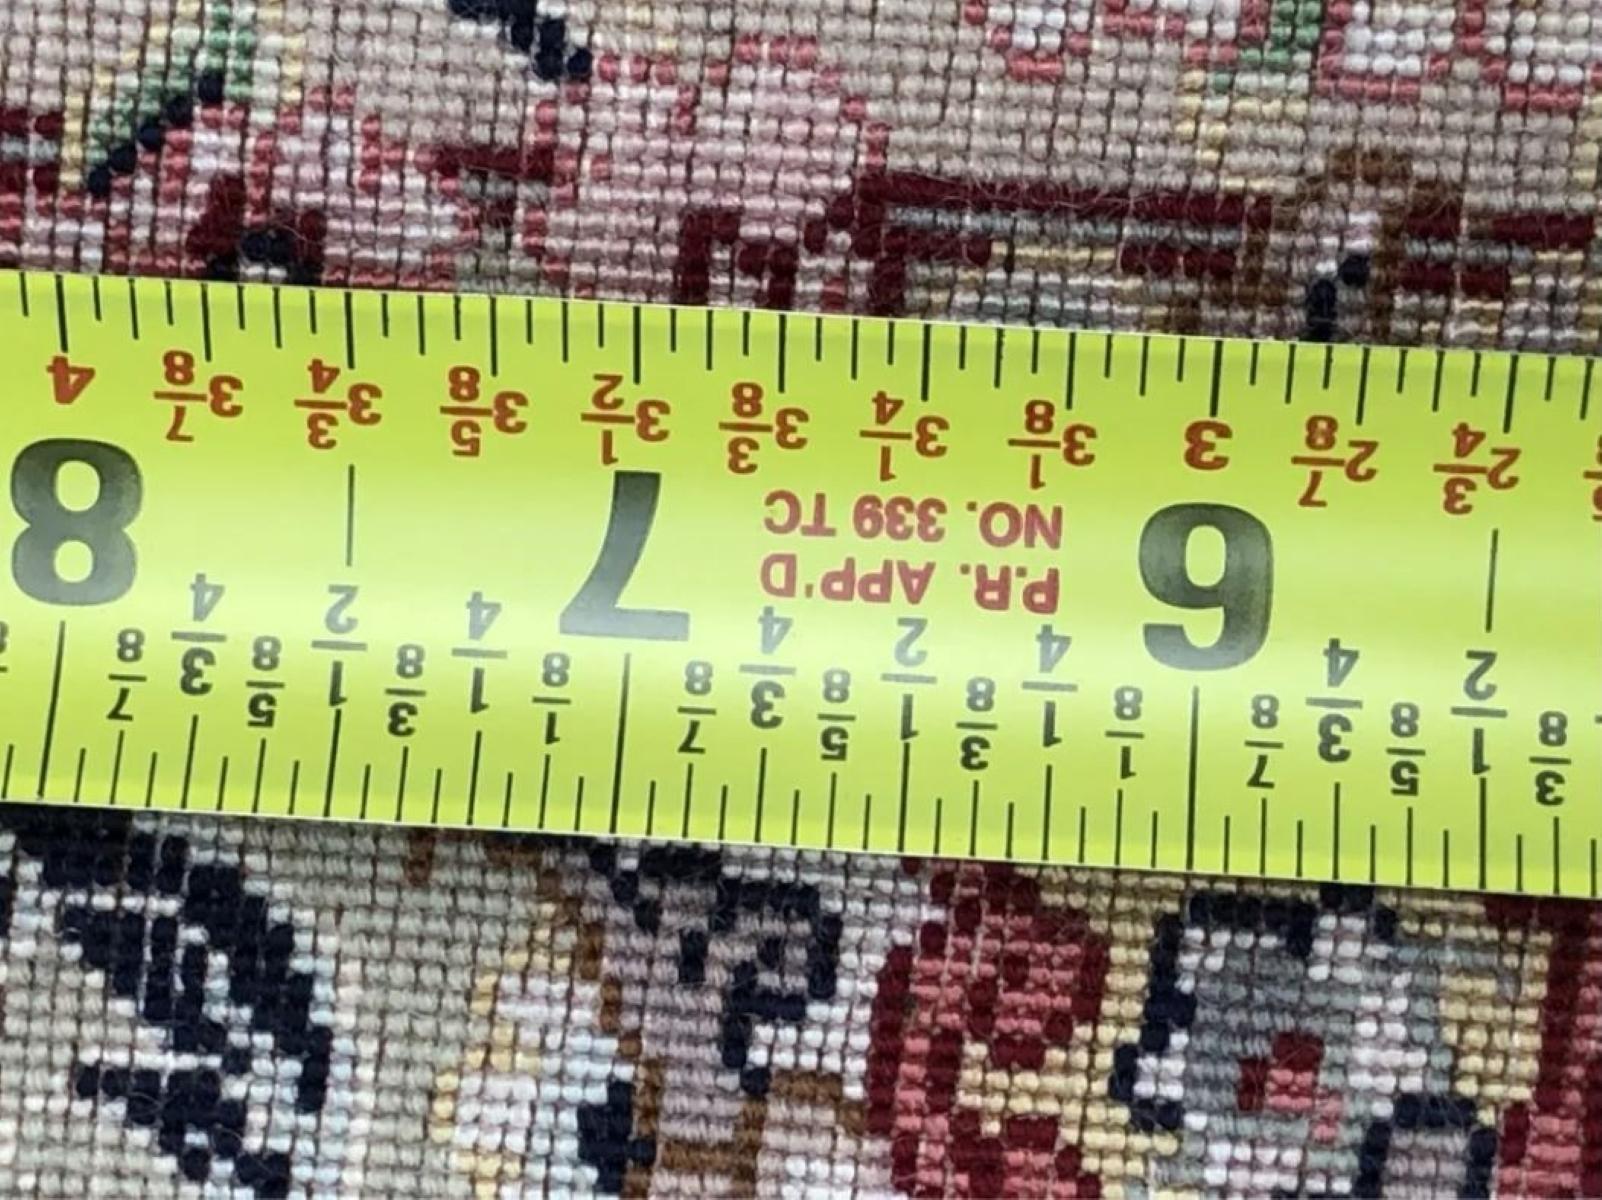 3/8 1/2 5/8 3/4 7/8 1/8 1/4 3/8 1/2 5/8 3/4 7/8 1/8 1/4 3/8 1/2 5/8 3/4 7/8
6 P.R. APP'D 7 8
NO. 339 TC
2 3/4 2 7/8 3 3 1/8 3 1/4 3 3/8 3 1/2 3 5/8 3 3/4 3 7/8 4